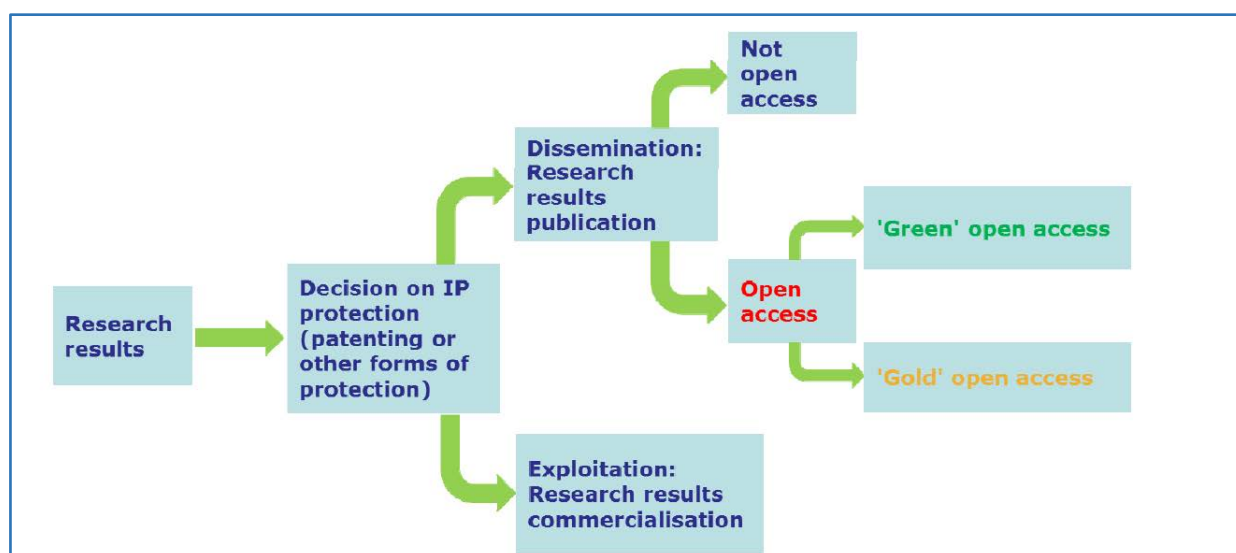 Research
results
Decision on IP
protection
(patenting or
other forms of
protection)
Dissemination:
Research
results
publication
Not
open
access
Open
access
'Green' open access
'Gold' open access
Exploitation:
Research results
commercialisation